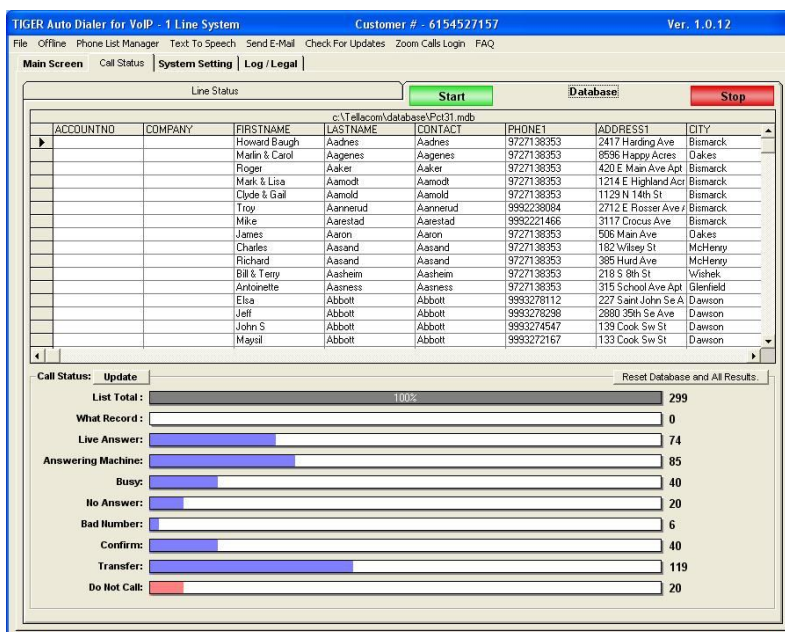 TIGER Auto Dialer for VoIP - 1 Line System Customer # - 6154527157 Ver. 1.0.12
File Offline Phone List Manager Text To Speech Send E-Mail Check For Updates Zoom Calls Login FAQ
Main Screen Call Status System Setting Log / Legal
Line Status Start Database Stop
c:\Tellacom\database\Pct31.mdb
ACCOUNTNO COMPANY FIRSTNAME LASTNAME CONTACT PHONE1 ADDRESS1 CITY
Howard Baugh Aadnes Aadnes 9727138353 2417 Harding Ave Bismarck
Marlin & Carol Aagenes Aagenes 9727138353 8596 Happy Acres Oakes
Roger Aaker Aaker 9727138353 420 E Main Ave Apt Bismarck
Mark & Lisa Aamodt Aamodt 9727138353 1214 E Highland Acr Bismarck
Clyde & Gail Aamold Aamold 9727138353 1129 N 14th St Bismarck
Troy Aannerud Aannerud 9992238084 2712 E Rosser Ave A Bismarck
Mike Aarestad Aarestad 9992221466 3117 Crocus Ave Bismarck
James Aaron Aaron 9727138353 506 Main Ave Oakes
Charles Aasand Aasand 9727138353 182 Wilsey St McHenry
Richard Aasand Aasand 9727138353 385 Hurd Ave McHenry
Bill & Terry Aasheim Aasheim 9727138353 218 S 8th St Wishek
Antoinette Aasness Aasness 9727138353 315 School Ave Apt Glenfield
Elsa Abbott Abbott 9993278112 227 Saint John Se A Dawson
Jeff Abbott Abbott 9993278298 2880 35th Se Ave Dawson
John S Abbott Abbott 9993274547 139 Cook Sw St Dawson
Maysil Abbott Abbott 9993272167 133 Cook Sw St Dawson
Call Status: Update Reset Database and All Results.
List Total : 100% 299
What Record : 0
Live Answer: 74
Answering Machine: 85
Busy: 40
No Answer: 20
Bad Number: 6
Confirm: 40
Transfer: 119
Do Not Call: 20